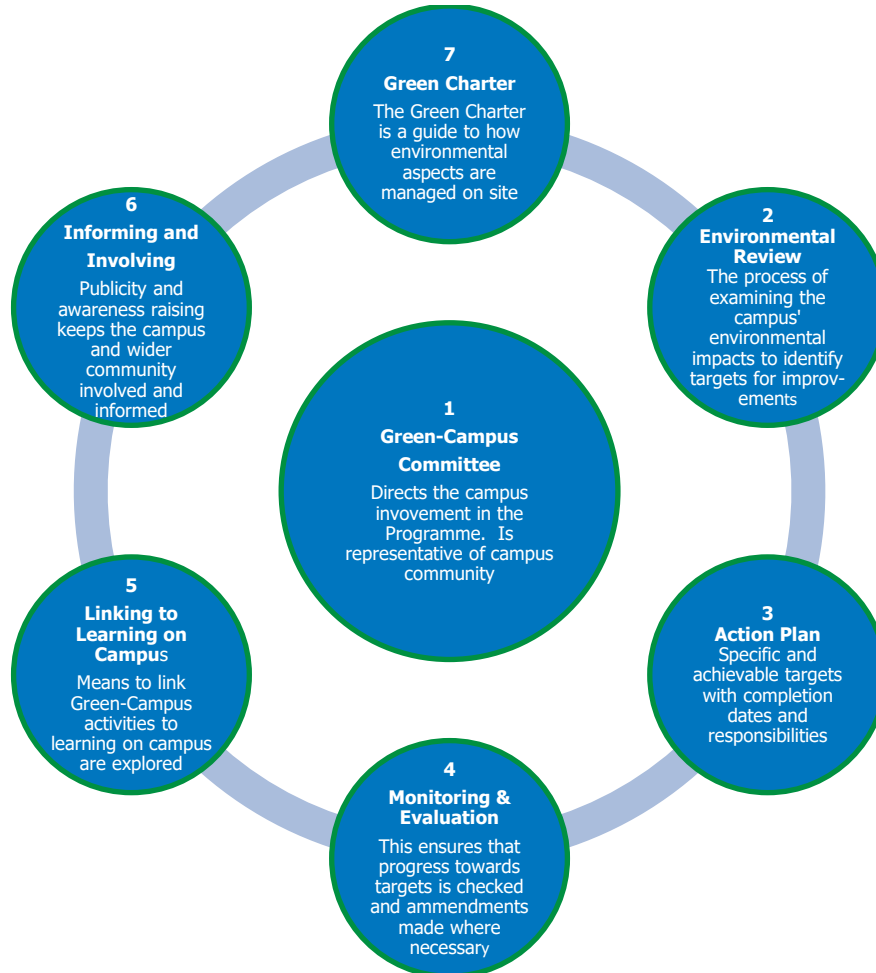 7
Green Charter
The Green Charter
is a guide to how
environmental
aspects are
managed on site
6
Informing and
Involving
Publicity and
awareness raising
keeps the campus
and wider
community
involved and
informed
2
Environmental
Review
The process of
examining the
campus'
environmental
impacts to identify
targets for improv-
ements
1
Green-Campus
Committee
Directs the campus
invovement in the
Programme.  Is
representative of campus
community
5
Linking to
Learning on
Campus
Means to link
Green-Campus
activities to
learning on campus
are explored
3
Action Plan
Specific and
achievable targets
with completion
dates and
responsibilities
4
Monitoring &
Evaluation
This ensures that
progress towards
targets is checked
and ammendments
made where
necessary